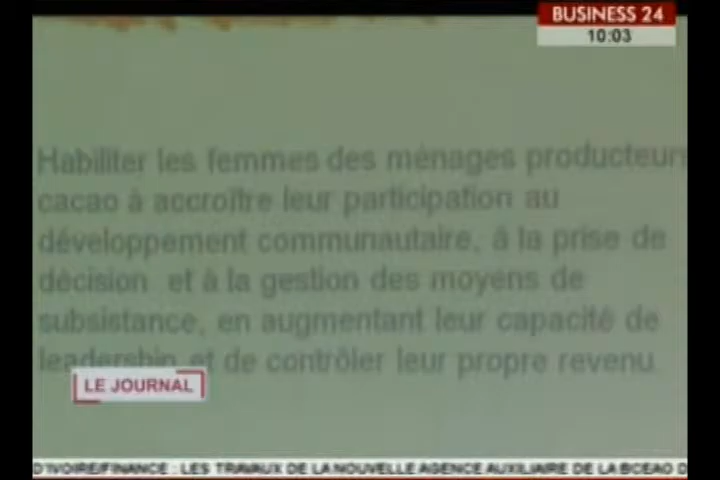 BUSINESS 24
10:03
Habiliter les femmes des ménages producteurs
cacao à accroître leur participation au
développement communautaire, à la prise de
décision et à la gestion des moyens de
subsistance, en augmentant leur capacité de
leadership et de contrôler leur propre revenu.
LE JOURNAL
D'IVOIRE/FINANCE : LES TRAVAUX DE LA NOUVELLE AGENCE AUXILIAIRE DE LA BCEAO D